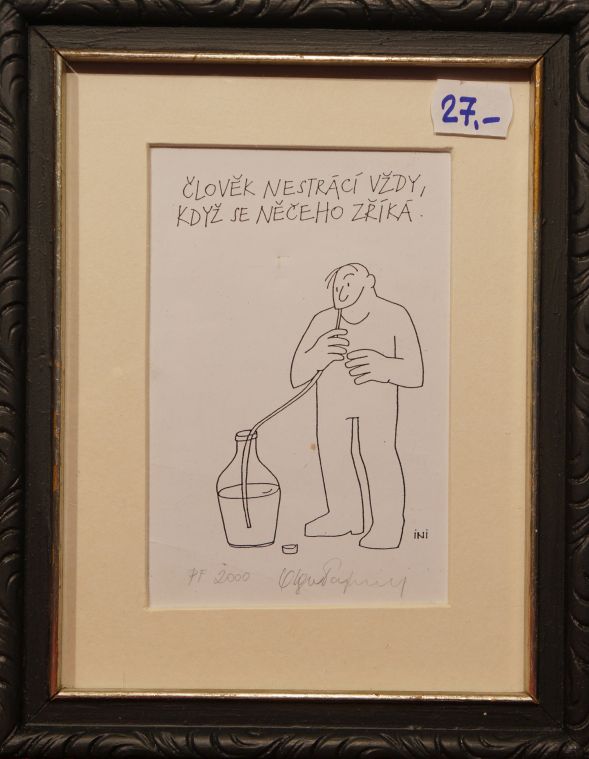 27,-
ČLOVĚK NESTRÁCÍ VŽDY,
KDYŽ SE NĚČEHO ZŘÍKÁ.
iNi
PF 2000